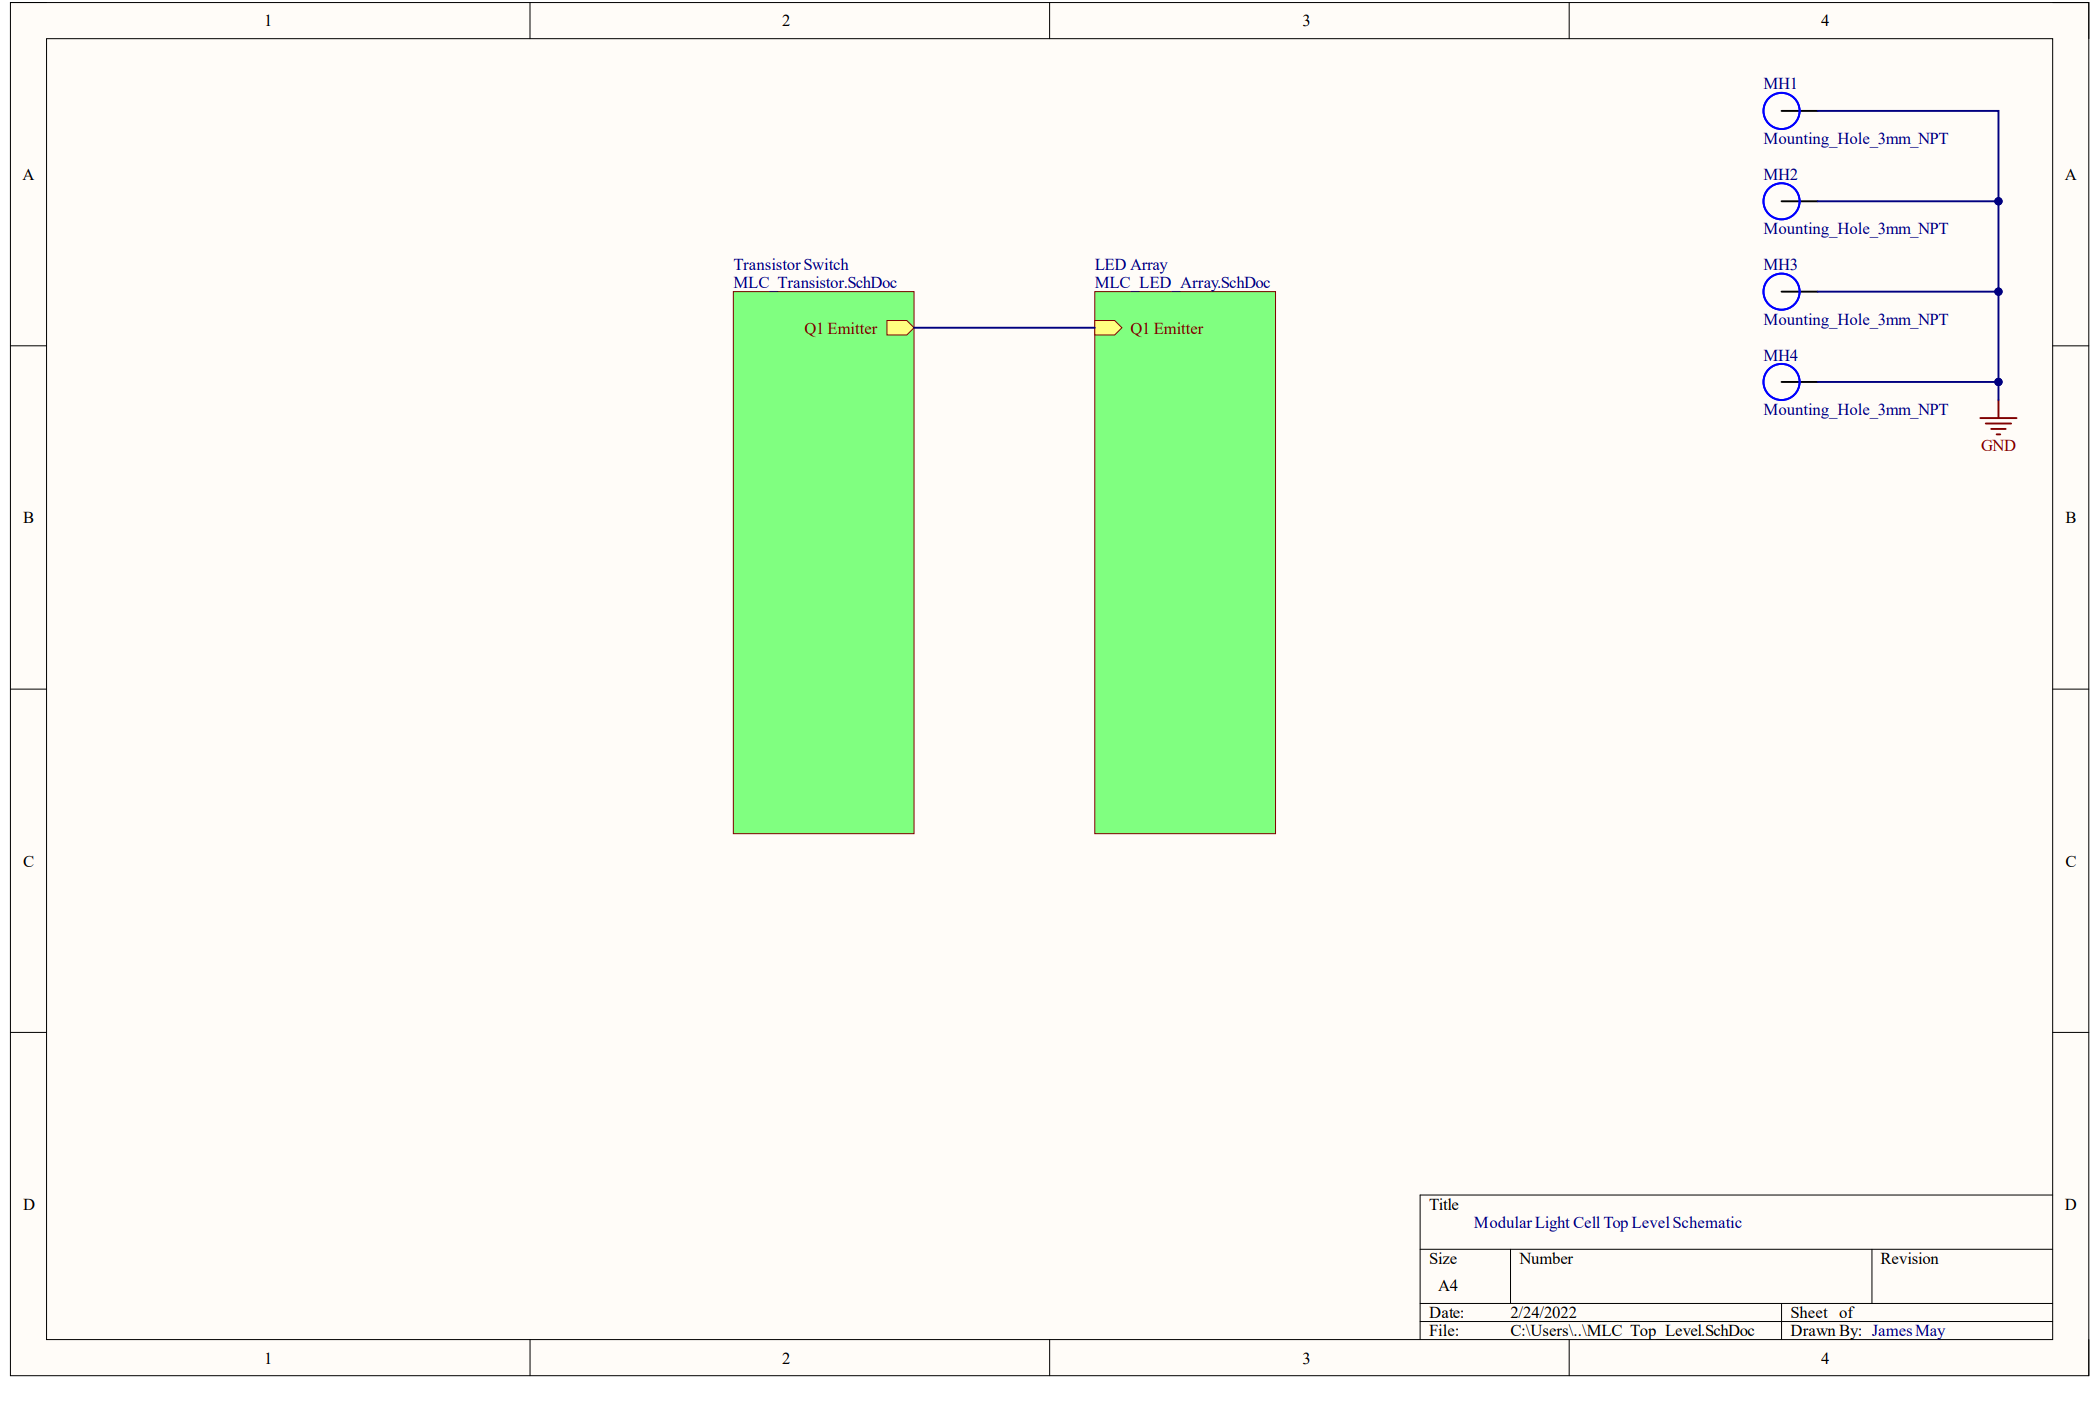 1 2 3 4
MH1
Mounting_Hole_3mm_NPT
A A
MH2
Mounting_Hole_3mm_NPT
Transistor Switch
MLC_Transistor.SchDoc
LED Array
MLC_LED_Array.SchDoc
MH3
Mounting_Hole_3mm_NPT
Q1 Emitter
Q1 Emitter
MH4
Mounting_Hole_3mm_NPT
GND
B B
C C
D D
Title
Modular Light Cell Top Level Schematic
Size
A4
Number
Revision
Date: 2/24/2022
Sheet of
File: C:\Users\..\MLC_Top_Level.SchDoc
Drawn By: James May
1 2 3 4